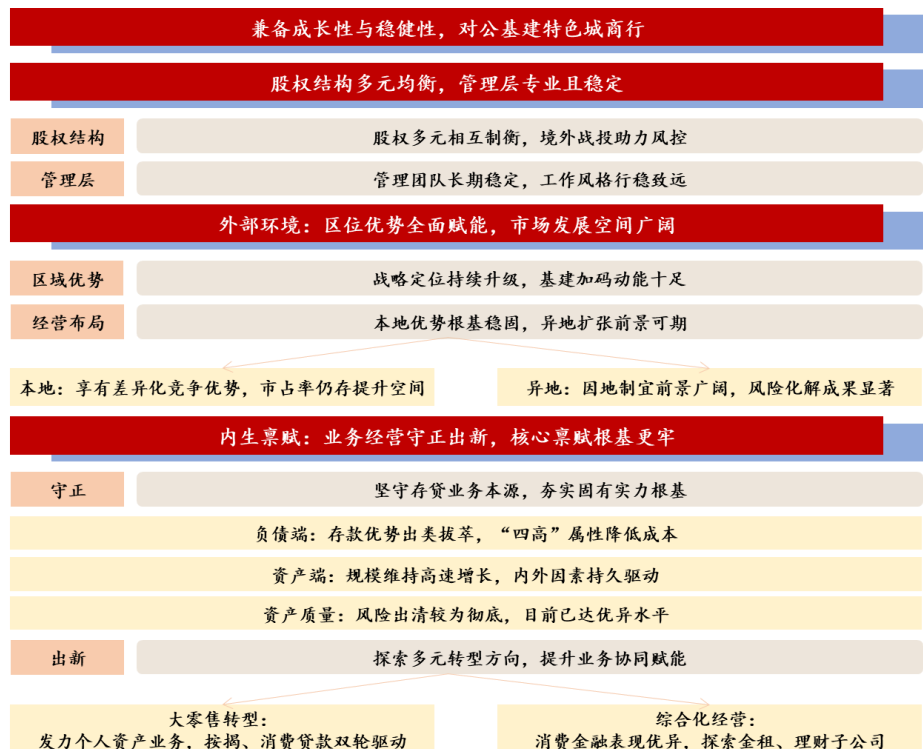 兼备成长性与稳健性，对公基建特色城商行
股权结构多元均衡，管理层专业且稳定
股权结构
股权多元相互制衡，境外战投助力风控
管理层
管理团队长期稳定，工作风格行稳致远
外部环境：区位优势全面赋能，市场发展空间广阔
区域优势
战略定位持续升级，基建加码动能十足
经营布局
本地优势根基稳固，异地扩张前景可期
本地：享有差异化竞争优势，市占率仍存提升空间
异地：因地制宜前景广阔，风险化解成果显著
内生禀赋：业务经营守正出新，核心禀赋根基更牢
守正
坚守存贷业务本源，夯实固有实力根基
负债端：存款优势出类拔萃，“四高”属性降低成本
资产端：规模维持高速增长，内外因素持久驱动
资产质量：风险出清较为彻底，目前已达优异水平
出新
探索多元转型方向，提升业务协同赋能
大零售转型：
发力个人资产业务，按揭、消费贷款双轮驱动
综合化经营：
消费金融表现优异，探索金租、理财子公司